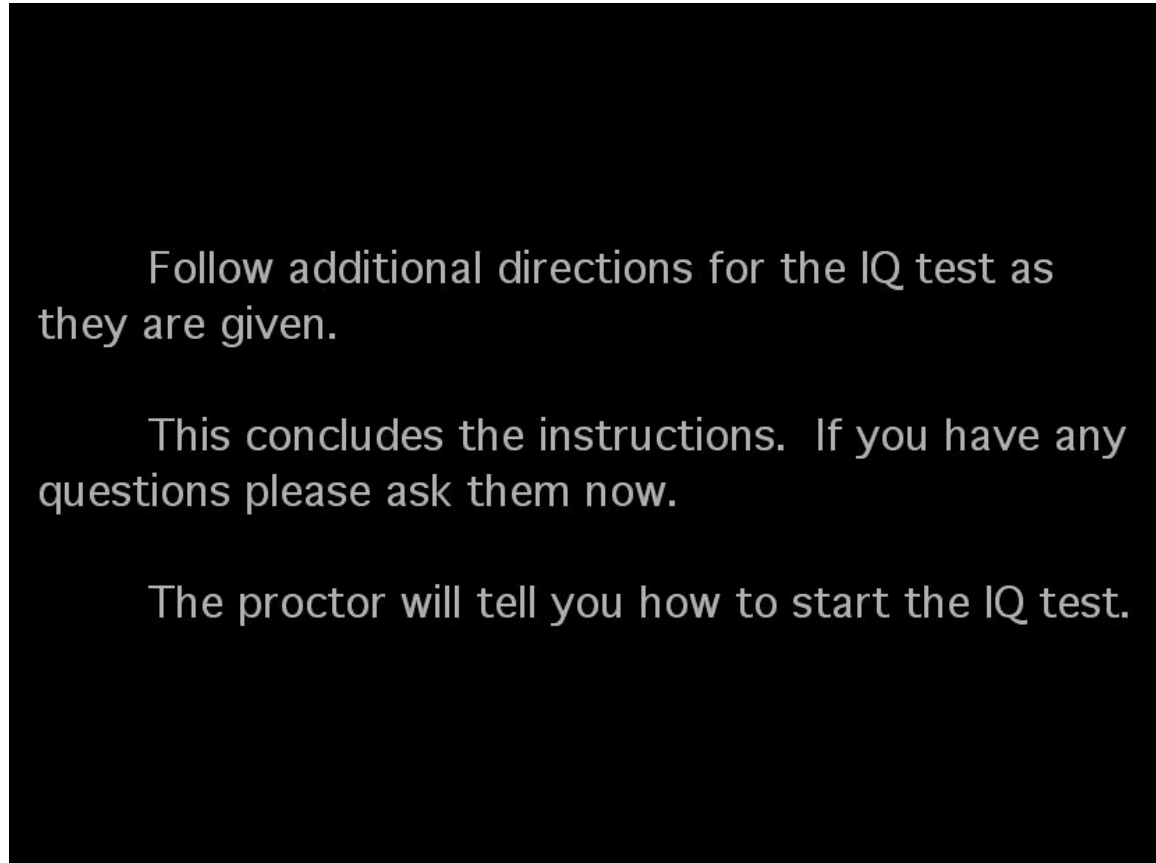 Follow additional directions for the IQ test as
they are given.
This concludes the instructions.  If you have any
questions please ask them now.
The proctor will tell you how to start the IQ test.